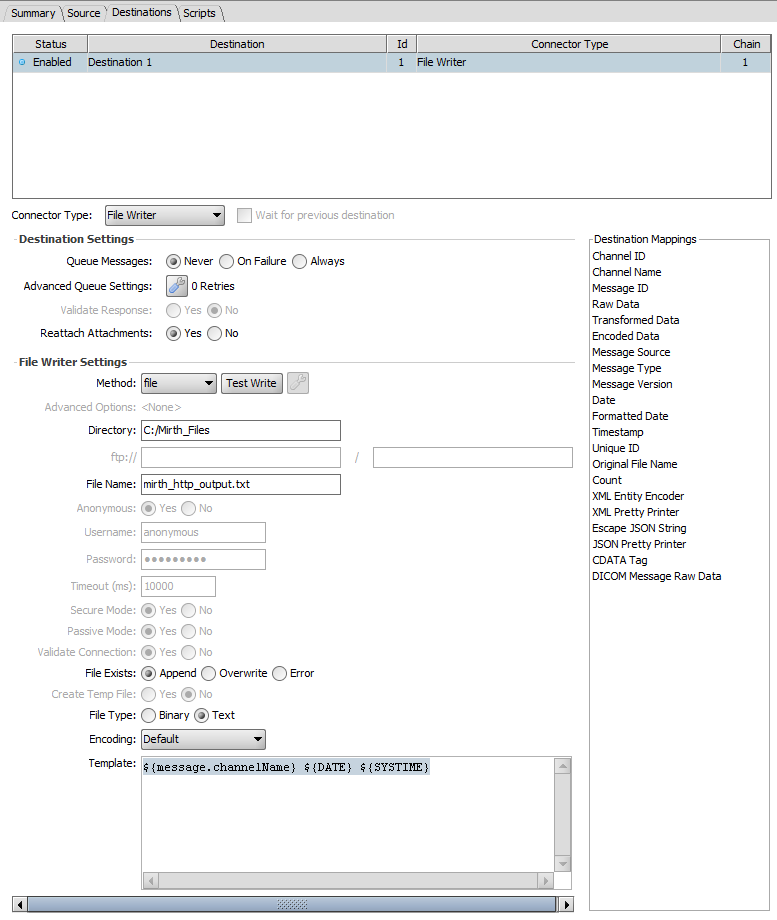 Summary Source Destinations Scripts
Status Destination Id Connector Type Chain
Enabled Destination 1 1 File Writer 1
Connector Type: File Writer Wait for previous destination
Destination Settings
Queue Messages: Never On Failure Always
Advanced Queue Settings: 0 Retries
Validate Response: Yes No
Reattach Attachments: Yes No
File Writer Settings
Method: file Test Write
Advanced Options: <None>
Directory: C:/Mirth_Files
ftp:// /
File Name: mirth_http_output.txt
Anonymous: Yes No
Username: anonymous
Password: ●●●●●●●●●
Timeout (ms): 10000
Secure Mode: Yes No
Passive Mode: Yes No
Validate Connection: Yes No
File Exists: Append Overwrite Error
Create Temp File: Yes No
File Type: Binary Text
Encoding: Default
Template: ${message.channelName} ${DATE} ${SYSTIME}
Destination Mappings
Channel ID
Channel Name
Message ID
Raw Data
Transformed Data
Encoded Data
Message Source
Message Type
Message Version
Date
Formatted Date
Timestamp
Unique ID
Original File Name
Count
XML Entity Encoder
XML Pretty Printer
Escape JSON String
JSON Pretty Printer
CDATA Tag
DICOM Message Raw Data